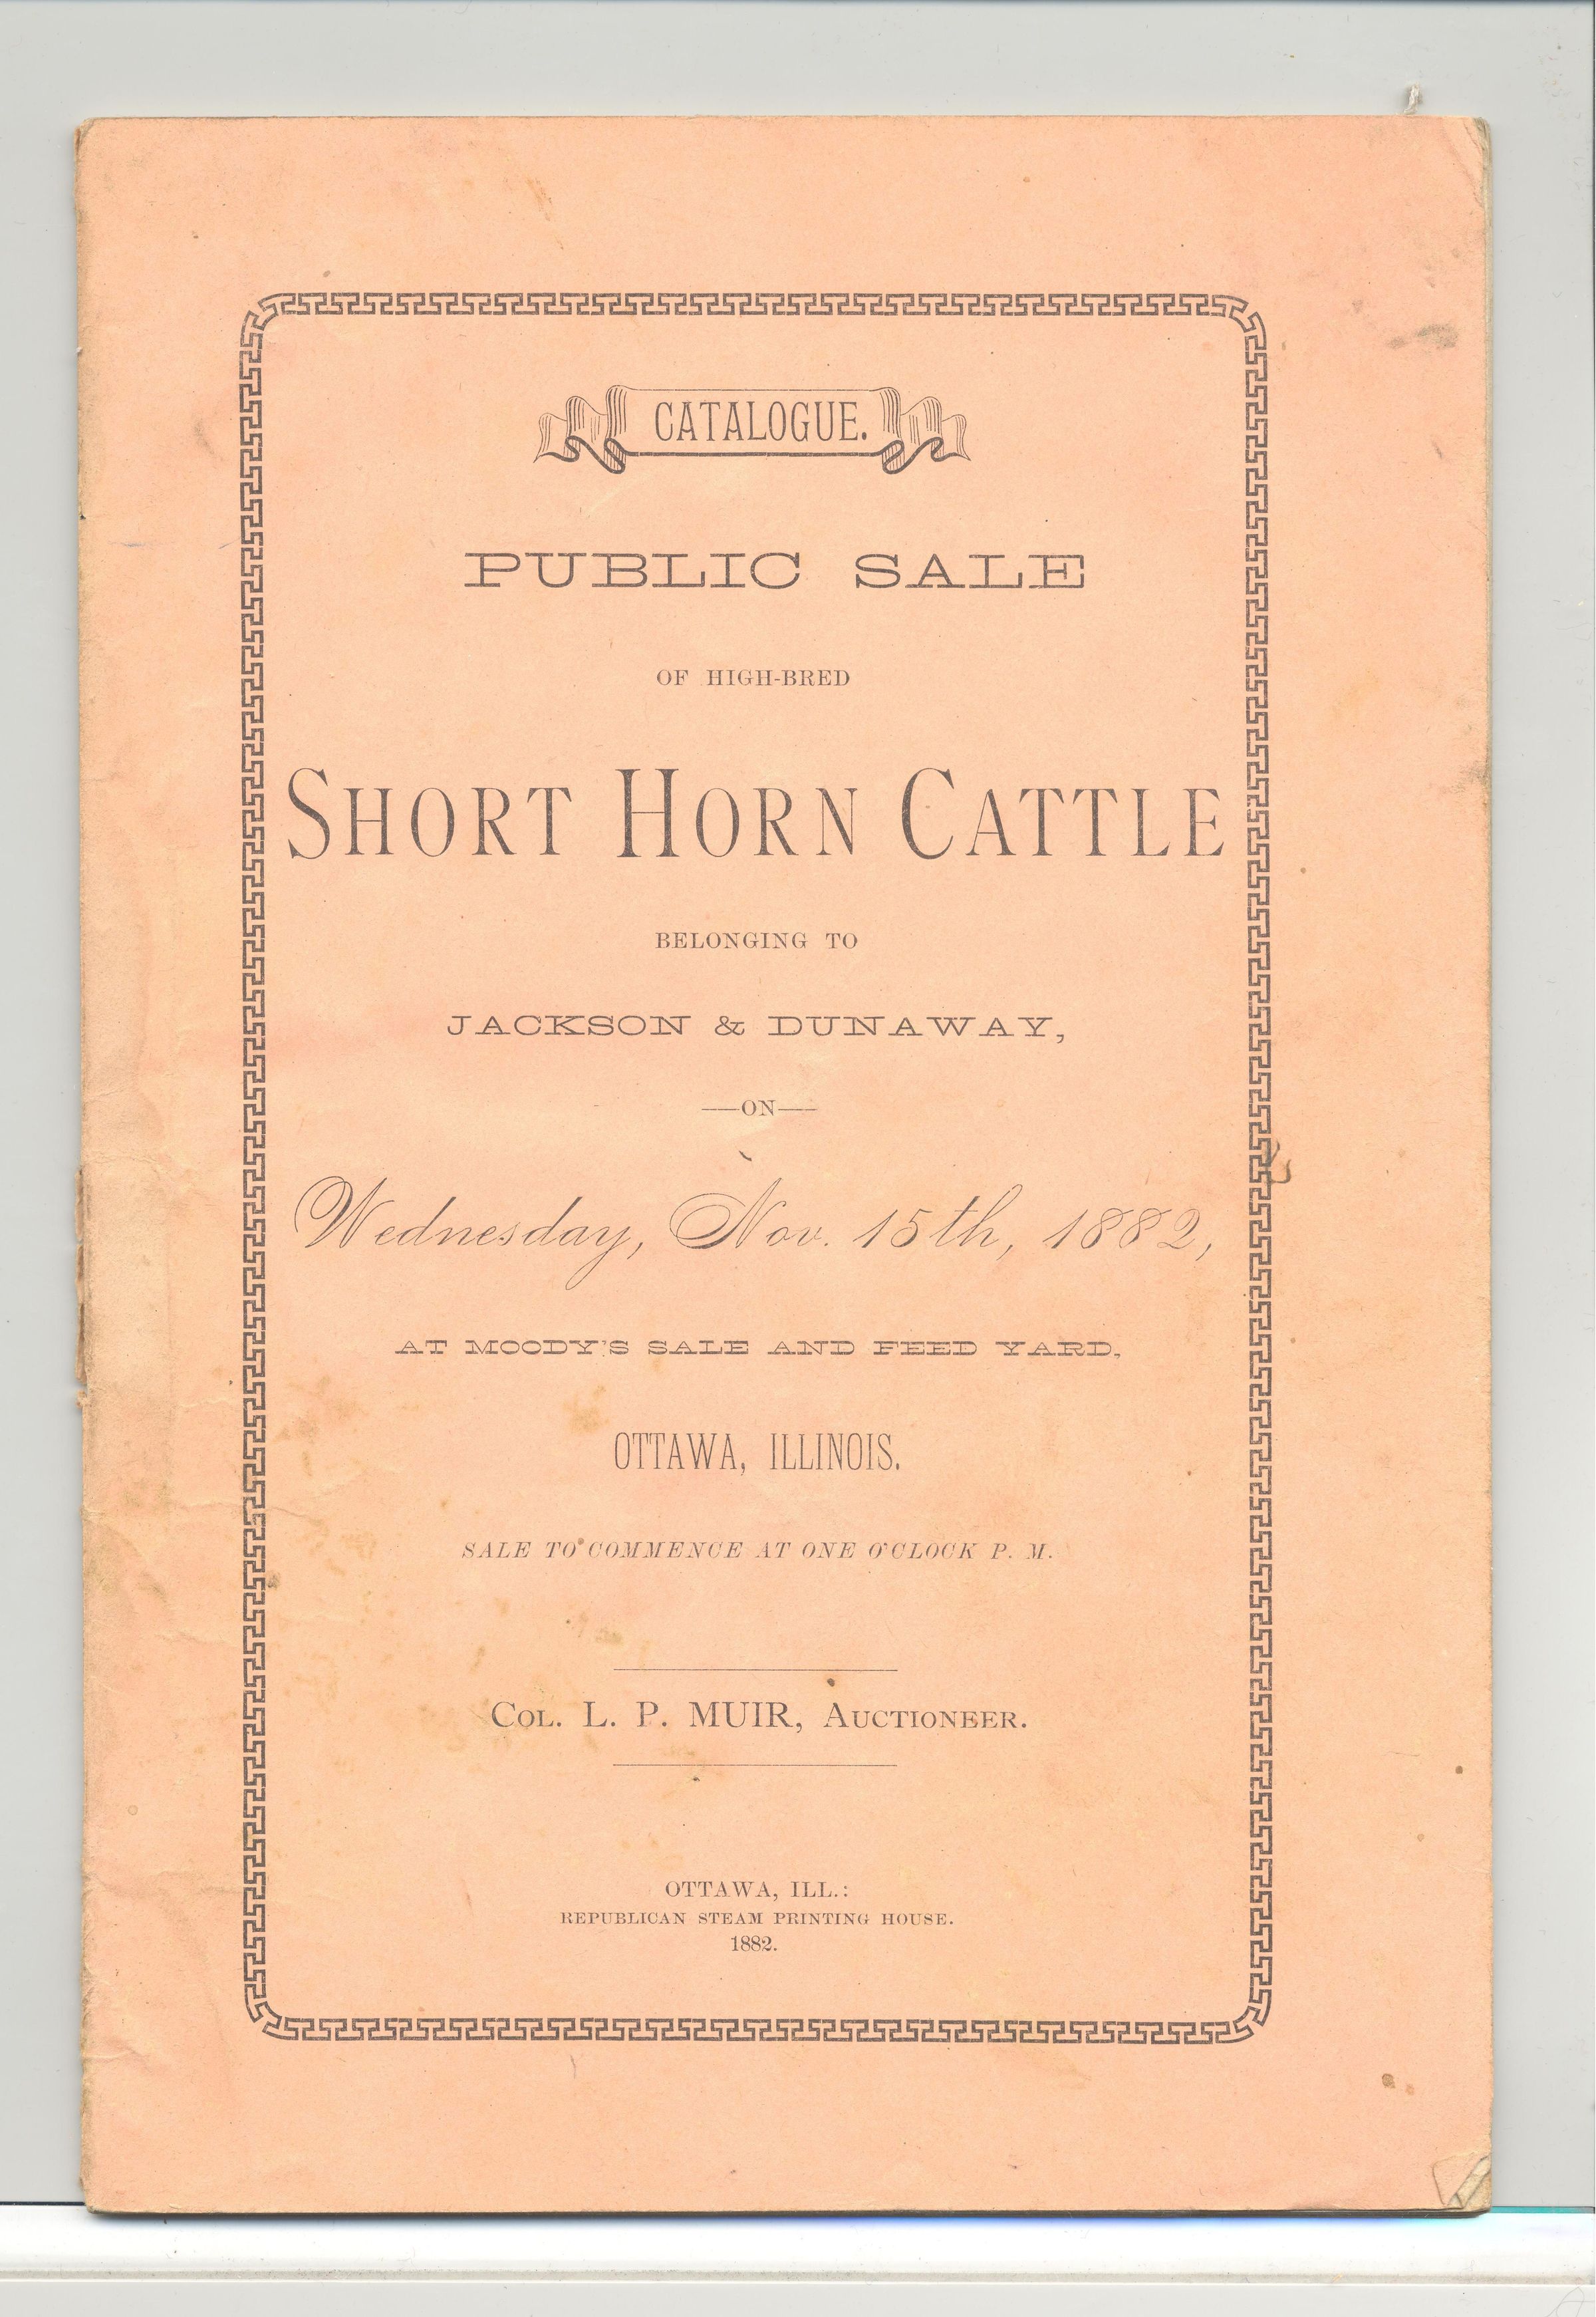 CATALOGUE.
PUBLIC SALE
OF HIGH-BRED
SHORT HORN CATTLE
BELONGING TO
JACKSON & DUNAWAY,
—ON—
Wednesday, Nov. 15th, 1882,
AT MOODY'S SALE AND FEED YARD,
OTTAWA, ILLINOIS.
SALE TO COMMENCE AT ONE O'CLOCK P. M.
COL. L. P. MUIR, AUCTIONEER.
OTTAWA, ILL.:
REPUBLICAN STEAM PRINTING HOUSE.
1882.